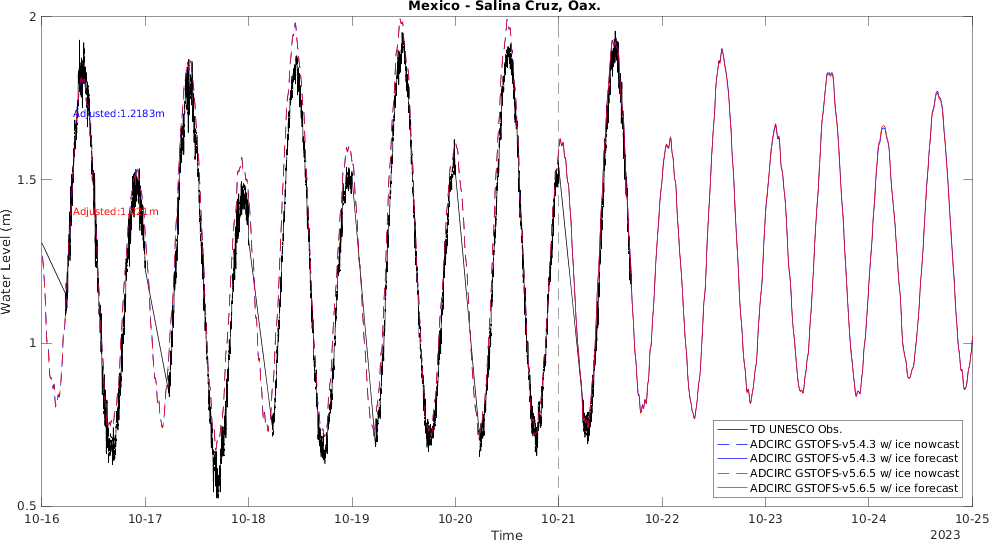 Mexico - Salina Cruz, Oax.
Water Level (m)
2
1.5
1
0.5
Adjusted:1.2183m
10-16
10-17
10-18
10-19
10-20
10-21
10-22
10-23
10-24
10-25
2023
Time
TD UNESCO Obs.
ADCIRC GSTOFS-v5.4.3 w/ ice nowcast
ADCIRC GSTOFS-v5.4.3 w/ ice forecast
ADCIRC GSTOFS-v5.6.5 w/ ice nowcast
ADCIRC GSTOFS-v5.6.5 w/ ice forecast